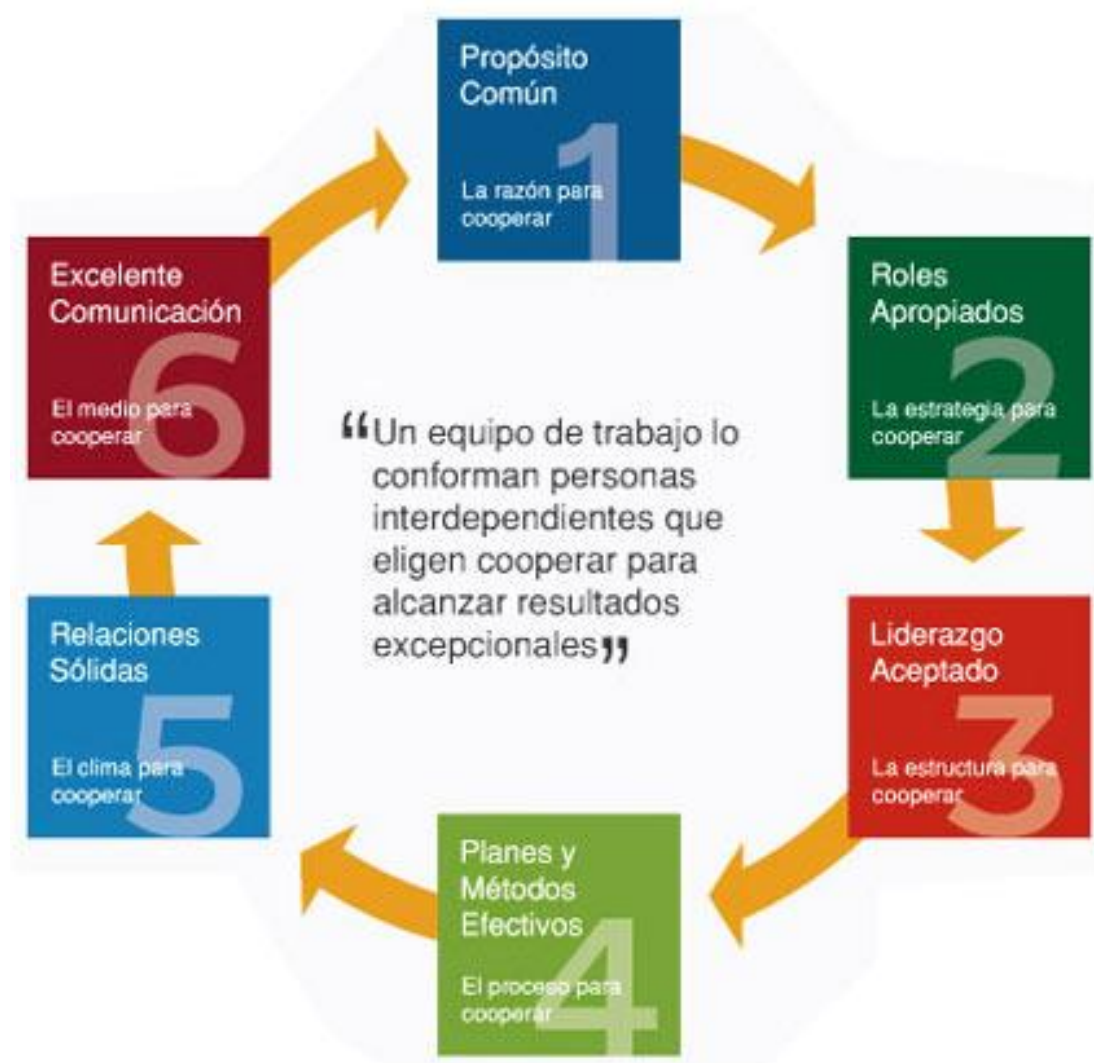 Propósito
Común
1
La razón para
cooperar
Roles
Apropiados
2
La estrategia para
cooperar
Liderazgo
Aceptado
3
La estructura para
cooperar
Planes y
Métodos
Efectivos
4
El proceso para
cooperar
Relaciones
Sólidas
5
El clima para
cooperar
Excelente
Comunicación
6
El medio para
cooperar
“Un equipo de trabajo lo
conforman personas
interdependientes que
eligen cooperar para
alcanzar resultados
excepcionales”